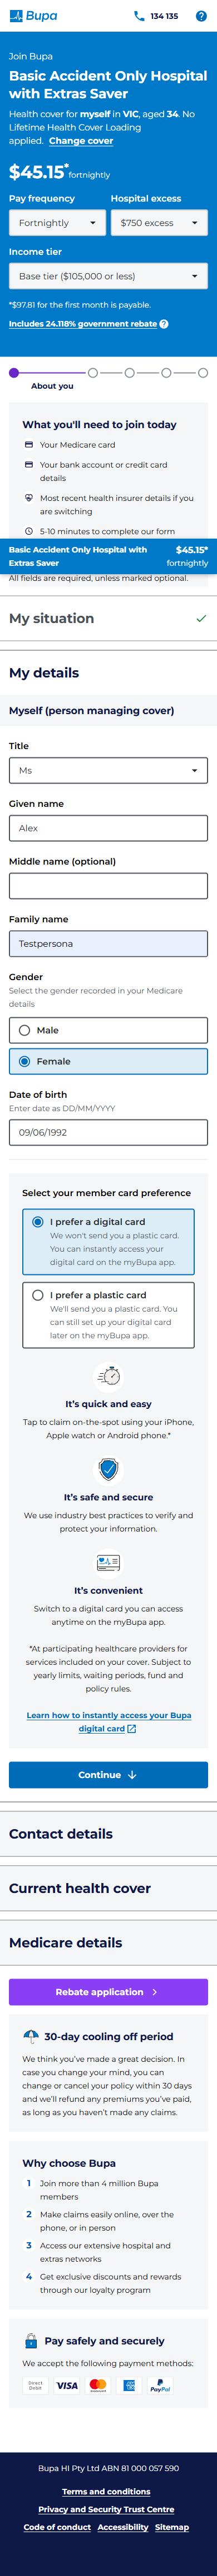 Bupa
134 135
Join Bupa
Basic Accident Only Hospital
with Extras Saver
Health cover for myself in VIC, aged 34. No
Lifetime Health Cover Loading
applied. Change cover
$45.15* fortnightly
Pay frequency
Hospital excess
Fortnightly
$750 excess
Income tier
Base tier ($105,000 or less)
*$97.81 for the first month is payable.
Includes 24.118% government rebate
About you
What you'll need to join today
Your Medicare card
Your bank account or credit card
details
Most recent health insurer details if you
are switching
5-10 minutes to complete our form
Basic Accident Only Hospital with
Extras Saver
$45.15*
fortnightly
All fields are required, unless marked optional.
My situation
My details
Myself (person managing cover)
Title
Ms
Given name
Alex
Middle name (optional)
Family name
Testpersona
Gender
Select the gender recorded in your Medicare
details
Male
Female
Date of birth
Enter date as DD/MM/YYYY
09/06/1992
Select your member card preference
I prefer a digital card
We won't send you a plastic card.
You can instantly access your
digital card on the myBupa app.
I prefer a plastic card
We'll send you a plastic card. You
can still set up your digital card
later on the myBupa app.
It's quick and easy
Tap to claim on-the-spot using your iPhone,
Apple watch or Android phone.*
It's safe and secure
We use industry best practices to verify and
protect your information.
It's convenient
Switch to a digital card you can access
anytime on the myBupa app.
*At participating healthcare providers for
services included on your cover. Subject to
yearly limits, waiting periods, fund and
policy rules.
Learn how to instantly access your Bupa
digital card
Continue
Contact details
Current health cover
Medicare details
Rebate application
30-day cooling off period
We think you've made a great decision. In
case you change your mind, you can
change or cancel your policy within 30 days
and we'll refund any premiums you've paid,
as long as you haven't made any claims.
Why choose Bupa
1 Join more than 4 million Bupa
members
2 Make claims easily online, over the
phone, or in person
3 Access our extensive hospital and
extras networks
4 Get exclusive discounts and rewards
through our loyalty program
Pay safely and securely
We accept the following payment methods:
Direct
Debit
VISA
PayPal
Bupa HI Pty Ltd ABN 81 000 057 590
Terms and conditions
Privacy and Security Trust Centre
Code of conduct Accessibility Sitemap